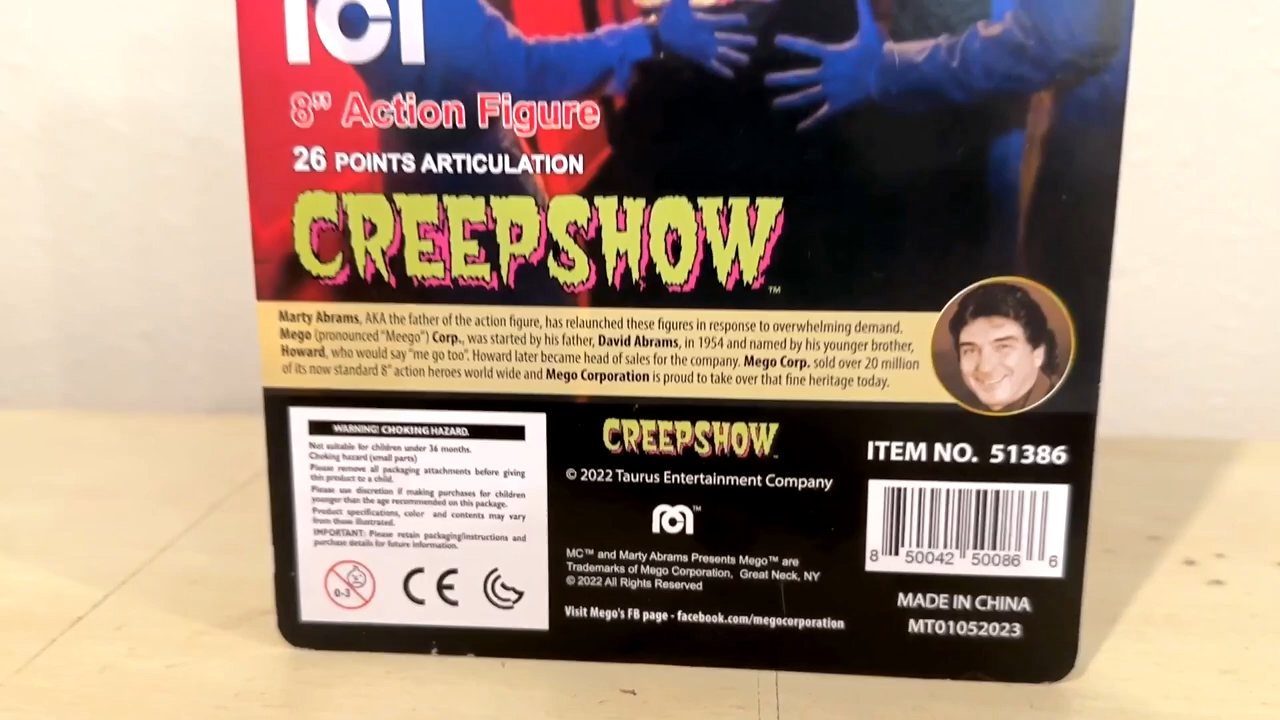 8” Action Figure
26 POINTS ARTICULATION
CREEPSHOW™
Marty Abrams, AKA the father of the action figure, has relaunched these figures in response to overwhelming demand.
Mego (pronounced “Meego”) Corp., was started by his father, David Abrams, in 1954 and named by his younger brother,
Howard, who would say “me go too”. Howard later became head of sales for the company. Mego Corp. sold over 20 million
of its now standard 8” action heroes world wide and Mego Corporation is proud to take over that fine heritage today.
WARNING! CHOKING HAZARD.
Not suitable for children under 36 months.
Choking hazard (small parts)
Please remove all packaging attachments before giving
this product to a child.
Please use discretion if making purchases for children
younger than the age recommended on this package.
Product specifications, color and contents may vary
from those illustrated.
IMPORTANT: Please retain packaging/instructions and
purchase details for future information.
0-3
CE
CREEPSHOW
© 2022 Taurus Entertainment Company
™
MC™ and Marty Abrams Presents Mego™ are
Trademarks of Mego Corporation, Great Neck, NY
© 2022 All Rights Reserved
Visit Mego's FB page - facebook.com/megocorporation
ITEM NO. 51386
8 50042 50086 6
MADE IN CHINA
MT01052023